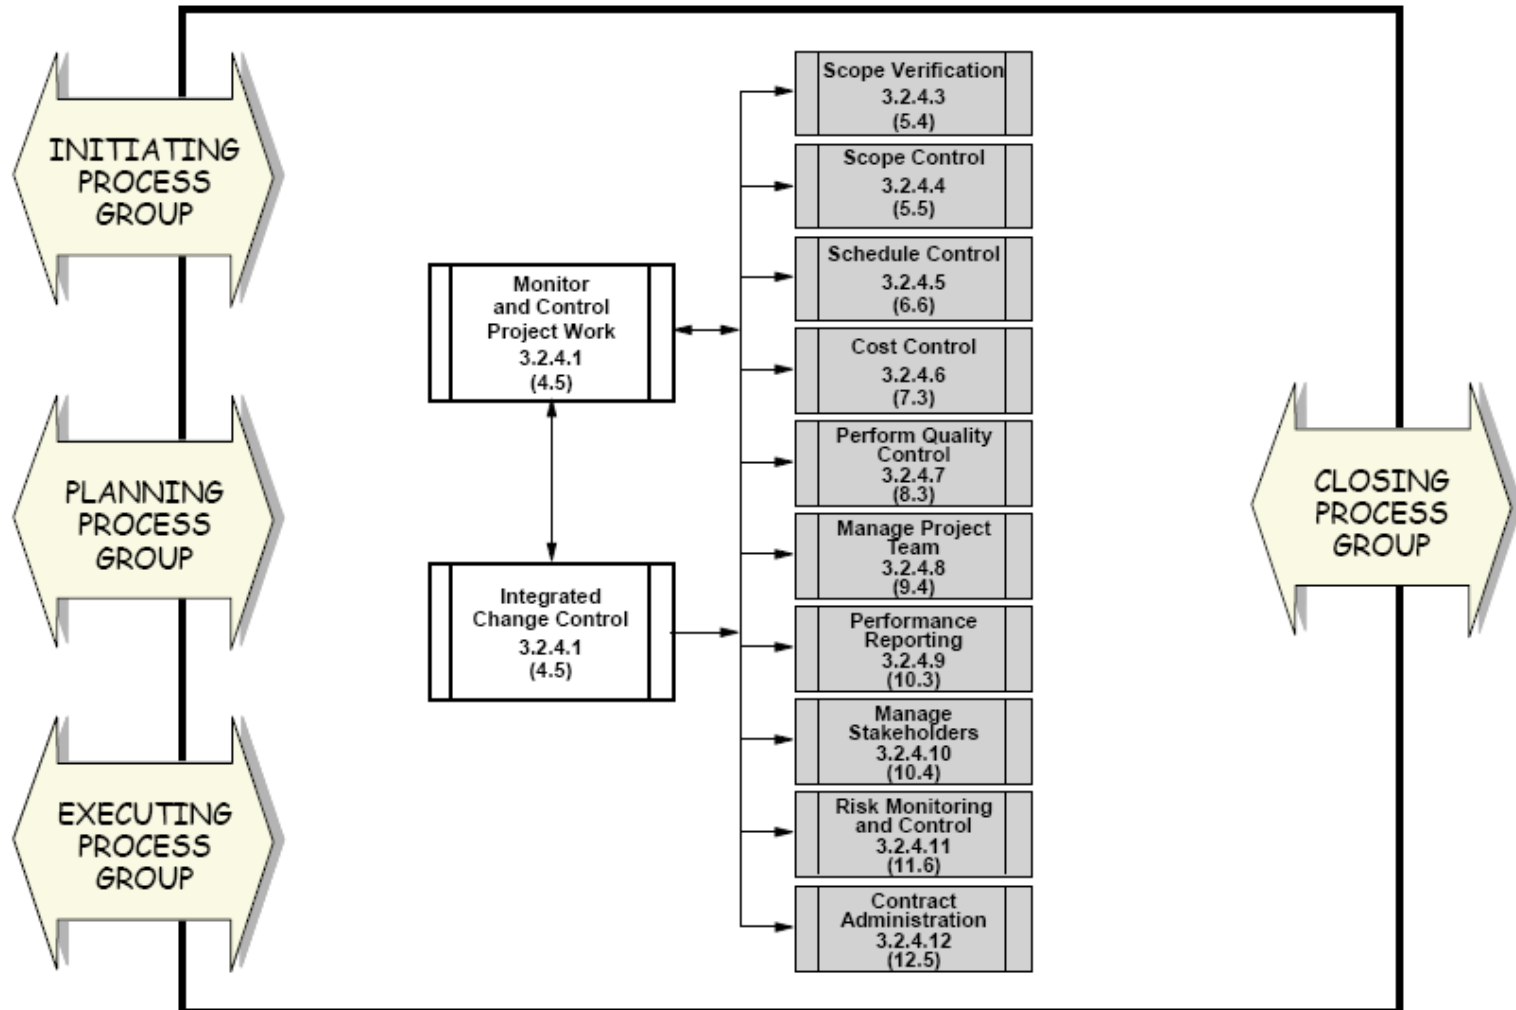 INITIATING
PROCESS
GROUP
PLANNING
PROCESS
GROUP
EXECUTING
PROCESS
GROUP
Monitor
and Control
Project Work
3.2.4.1
(4.5)
Integrated
Change Control
3.2.4.1
(4.5)
Scope Verification
3.2.4.3
(5.4)
Scope Control
3.2.4.4
(5.5)
Schedule Control
3.2.4.5
(6.6)
Cost Control
3.2.4.6
(7.3)
Perform Quality
Control
3.2.4.7
(8.3)
Manage Project
Team
3.2.4.8
(9.4)
Performance
Reporting
3.2.4.9
(10.3)
Manage
Stakeholders
3.2.4.10
(10.4)
Risk Monitoring
and Control
3.2.4.11
(11.6)
Contract
Administration
3.2.4.12
(12.5)
CLOSING
PROCESS
GROUP